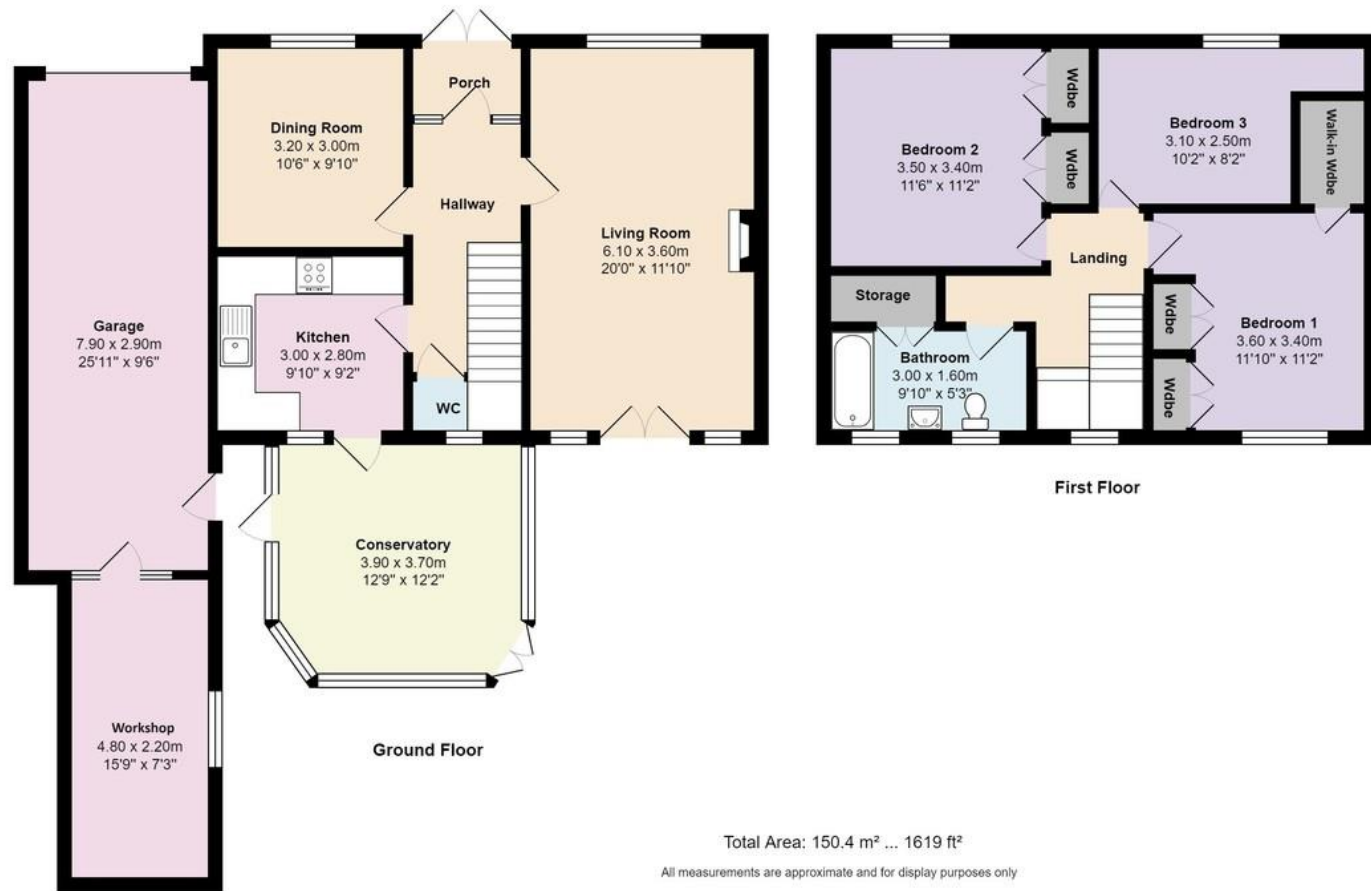 Porch
Dining Room
3.20 x 3.00m
10'6" x 9'10"
Hallway
Living Room
6.10 x 3.60m
20'0" x 11'10"
Garage
7.90 x 2.90m
25'11" x 9'6"
Kitchen
3.00 x 2.80m
9'10" x 9'2"
WC
Conservatory
3.90 x 3.70m
12'9" x 12'2"
Workshop
4.80 x 2.20m
15'9" x 7'3"
Ground Floor
Wdbe
Bedroom 2
3.50 x 3.40m
11'6" x 11'2"
Wdbe
Bedroom 3
3.10 x 2.50m
10'2" x 8'2"
Walk-in Wdbe
Landing
Storage
Bathroom
3.00 x 1.60m
9'10" x 5'3"
Wdbe
Bedroom 1
3.60 x 3.40m
11'10" x 11'2"
Wdbe
First Floor
Total Area: 150.4 m² ... 1619 ft²
All measurements are approximate and for display purposes only